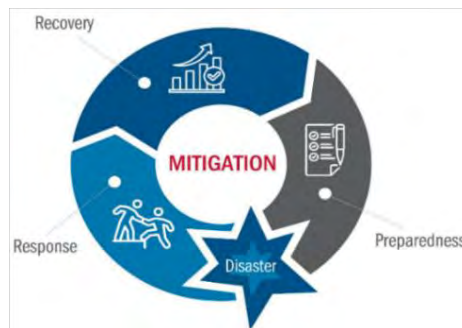 Recovery
MITIGATION
Response
Preparedness
Disaster